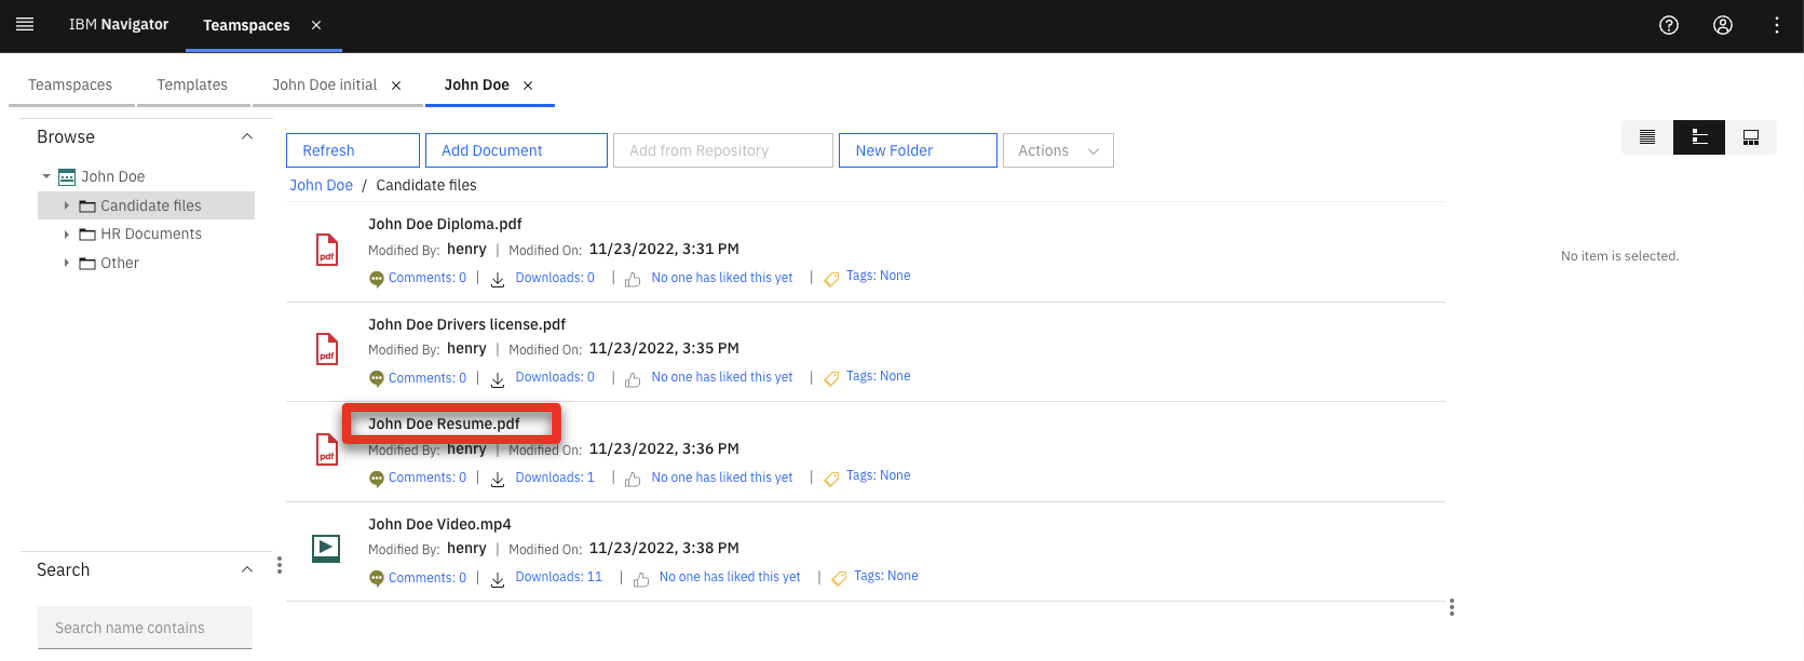 IBM Navigator Teamspaces
Teamspaces Templates John Doe initial John Doe
Browse
John Doe
Candidate files
HR Documents
Other
Search
Search name contains
Refresh Add Document Add from Repository New Folder Actions
John Doe / Candidate files
John Doe Diploma.pdf
pdf
Modified By: henry | Modified On: 11/23/2022, 3:31 PM
Comments: 0 | Downloads: 0 | No one has liked this yet | Tags: None
John Doe Drivers license.pdf
pdf
Modified By: henry | Modified On: 11/23/2022, 3:35 PM
Comments: 0 | Downloads: 0 | No one has liked this yet | Tags: None
John Doe Resume.pdf
pdf
Modified By: henry | Modified On: 11/23/2022, 3:36 PM
Comments: 0 | Downloads: 1 | No one has liked this yet | Tags: None
John Doe Video.mp4
Modified By: henry | Modified On: 11/23/2022, 3:38 PM
Comments: 0 | Downloads: 11 | No one has liked this yet | Tags: None
No item is selected.